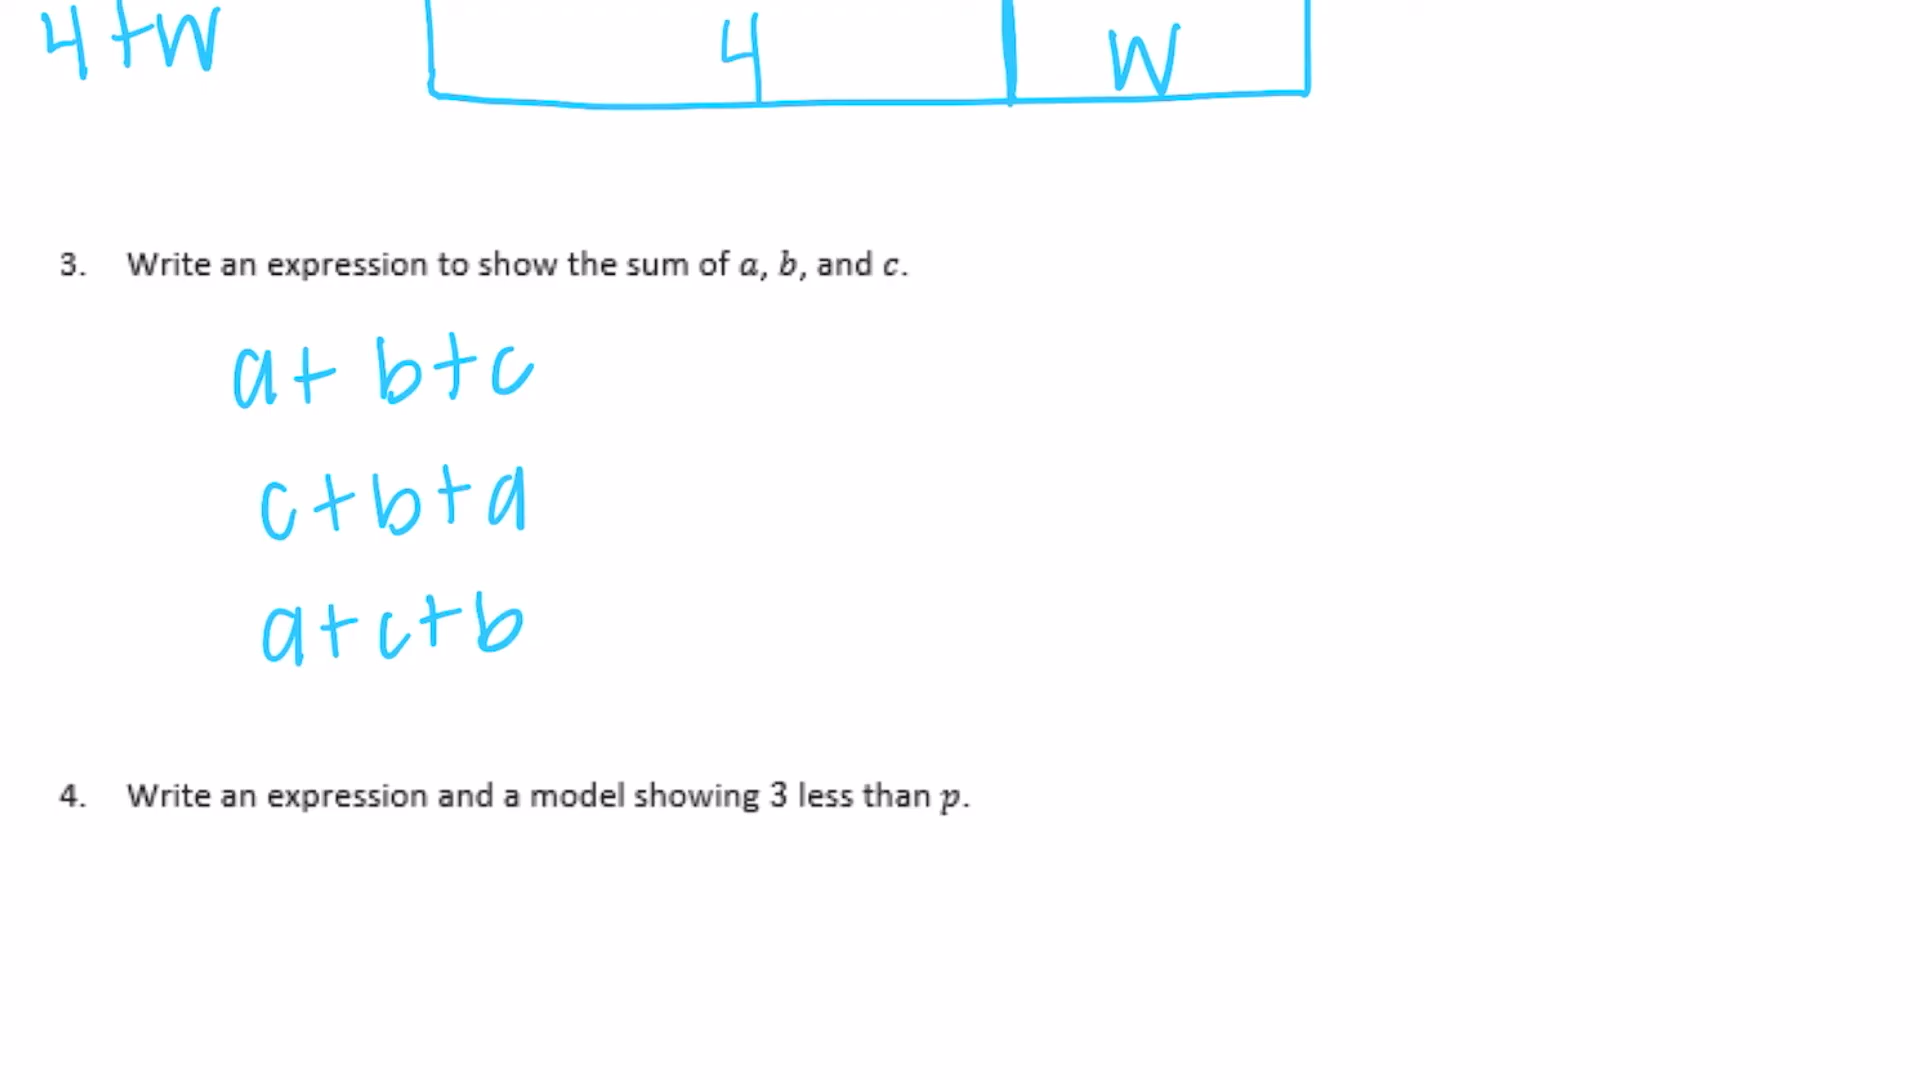 4+w 4 w
3. Write an expression to show the sum of a, b, and c.
a+ b+c
c+b+a
a+c+b
4. Write an expression and a model showing 3 less than p.